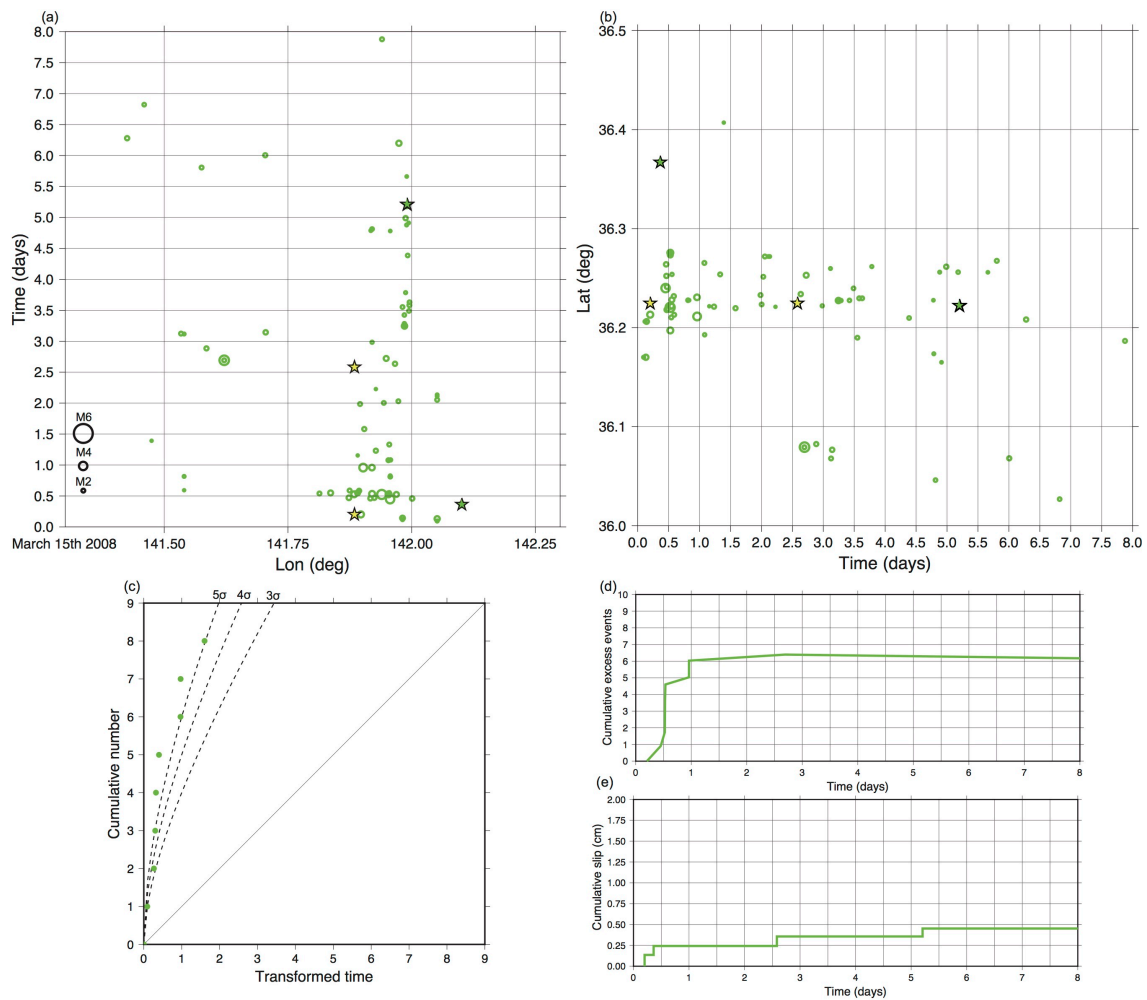 (a)
8.0
7.5
7.0
6.5
6.0
5.5
5.0
4.5
4.0
3.5
3.0
2.5
2.0
1.5
1.0
0.5
0.0
Time (days)
M6
M4
M2
March 15th 2008
141.50 141.75 142.00 142.25
Lon (deg)
(b)
36.5
36.4
36.3
36.2
36.1
36.0
Lat (deg)
0.0 0.5 1.0 1.5 2.0 2.5 3.0 3.5 4.0 4.5 5.0 5.5 6.0 6.5 7.0 7.5 8.0
Time (days)
(c)
5σ 4σ 3σ
9
8
7
6
5
4
3
2
1
0
Cumulative number
0 1 2 3 4 5 6 7 8 9
Transformed time
(d)
10
9
8
7
6
5
4
3
2
1
0
Cumulative excess events
0 1 2 3 4 5 6 7 8
Time (days)
(e)
2.00
1.75
1.50
1.25
1.00
0.75
0.50
0.25
0.00
Cumulative slip (cm)
0 1 2 3 4 5 6 7 8
Time (days)